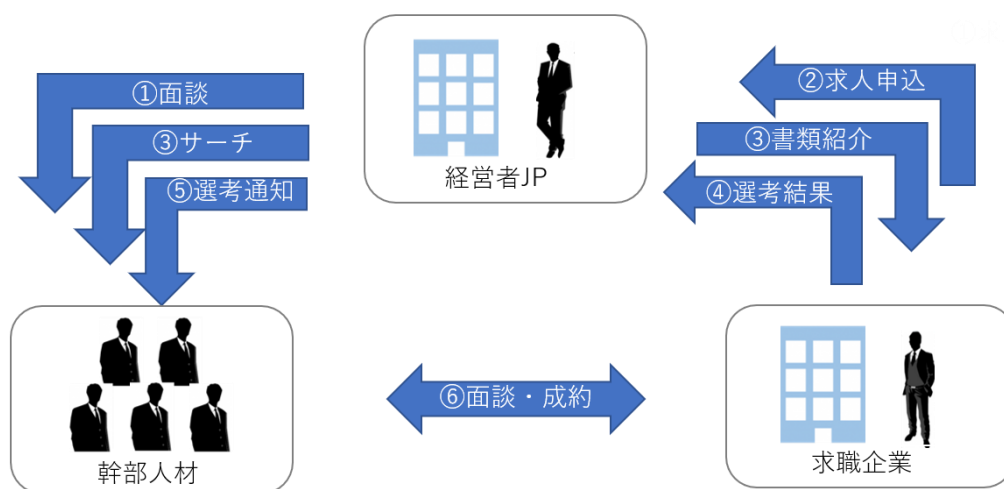 ①面談
②求人申込
③サーチ
③書類紹介
経営者JP
⑤選考通知
④選考結果
⑥面談・成約
幹部人材
求職企業